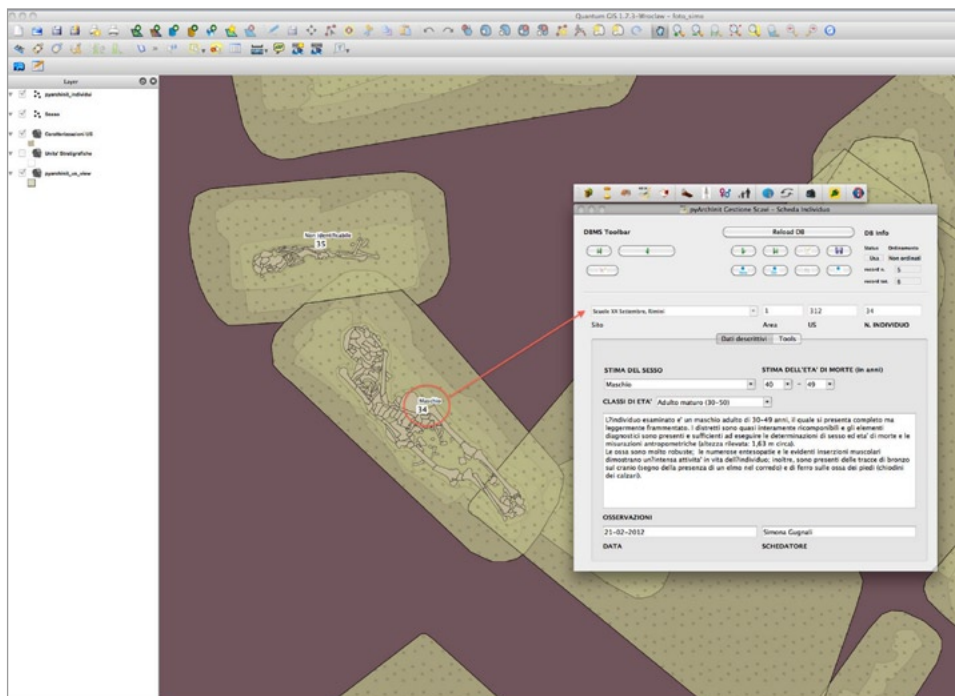 Quantum GIS 1.7.3-Wroclaw - foto_simo
Layer
pyarchinit_individui
Sesso
Caratterizzazioni US
Unita' Stratigrafiche
pyarchinit_us_view
Non identificabile
35
Maschio
34
pyArchinit Gestione Scavi - Scheda Individuo
DBMS Toolbar
Reload DB
DB Info
Status Ordinamento
Usa Non ordinati
record n. 5
record tot. 6
Scuole XX Settembre, Rimini 1 312 34
Sito Area US N. INDIVIDUO
Dati descrittivi Tools
STIMA DEL SESSO STIMA DELL'ETA' DI MORTE (in anni)
Maschio 40 - 49
CLASSI DI ETA' Adulto maturo (30-50)
L?individuo esaminato e' un maschio adulto di 30-49 anni, il quale si presenta completo ma
leggermente frammentato. I distretti sono quasi interamente ricomponibili e gli elementi
diagnostici sono presenti e sufficienti ad eseguire le determinazioni di sesso ed eta' di morte e le
misurazioni antropometriche (altezza rilevata: 1,63 m circa).
Le ossa sono molto robuste; le numerose entesopatie e le evidenti inserzioni muscolari
dimostrano un?intensa attivita' in vita dell?individuo; inoltre, sono presenti delle tracce di bronzo
sul cranio (segno della presenza di un elmo nel corredo) e di ferro sulle ossa dei piedi (chiodini
dei calzari).
OSSERVAZIONI
21-02-2012 Simona Gugnali
DATA SCHEDATORE